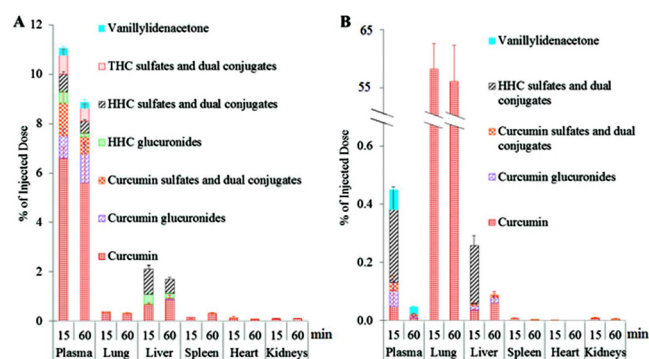 A
% of Injected Dose
12
10
8
6
4
2
0
Vanillylidenacetone
THC sulfates and dual conjugates
HHC sulfates and dual conjugates
HHC glucuronides
Curcumin sulfates and dual conjugates
Curcumin glucuronides
Curcumin
15 60 15 60 15 60 15 60 15 60 15 60 min
Plasma Lung Liver Spleen Heart Kidneys
B
% of Injected Dose
65
55
0.6
0.4
0.2
0.0
Vanillylidenacetone
HHC sulfates and dual
conjugates
Curcumin sulfates and dual
conjugates
Curcumin glucuronides
Curcumin
15 60 15 60 15 60 15 60 15 60 15 60 min
Plasma Lung Liver Spleen Heart Kidneys